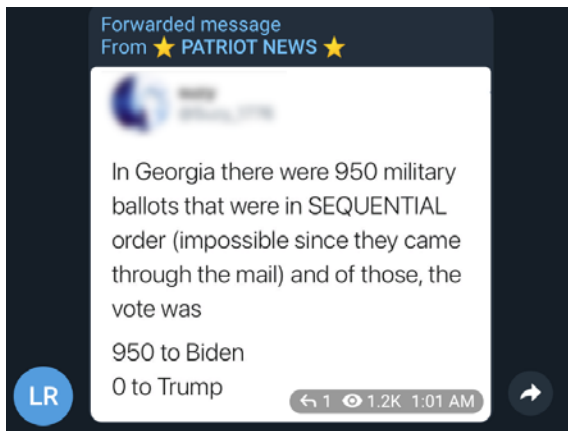 Forwarded message
From ⭐ PATRIOT NEWS ⭐
In Georgia there were 950 military
ballots that were in SEQUENTIAL
order (impossible since they came
through the mail) and of those, the
vote was
950 to Biden
0 to Trump
1 1.2K 1:01 AM
LR